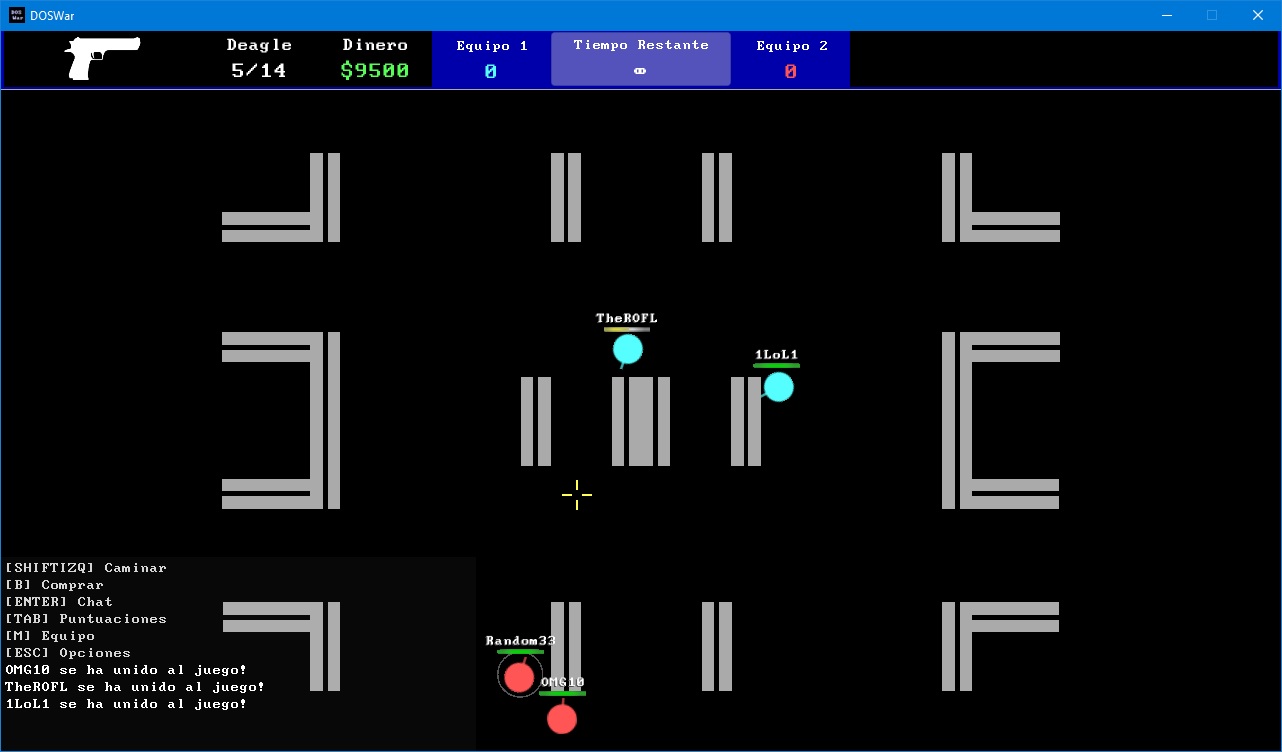 DOS War DOSWar
Deagle Dinero Equipo 1 Tiempo Restante Equipo 2
5/14 $9500 0 ∞ 0
TheROFL
1LoL1
[SHIFTIZQ] Caminar
[B] Comprar
[ENTER] Chat
[TAB] Puntuaciones
[M] Equipo
[ESC] Opciones
OMG10 se ha unido al juego!
TheROFL se ha unido al juego!
1LoL1 se ha unido al juego!
Random33
OMG10